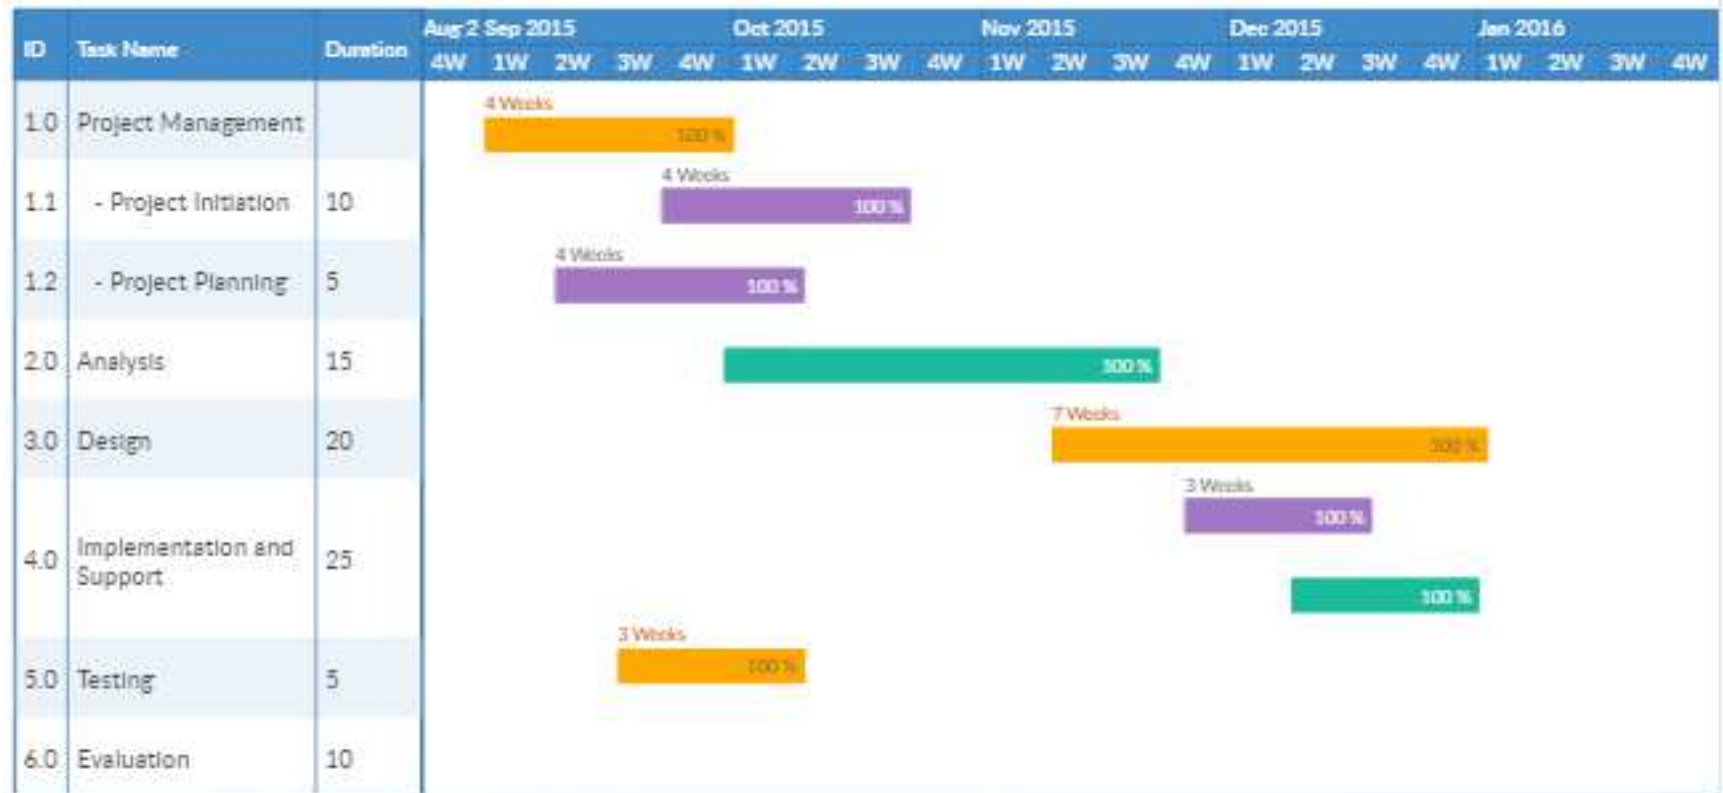 ID Task Name Duration Aug 2 Sep 2015 Oct 2015 Nov 2015 Dec 2015 Jan 2016
4W 1W 2W 3W 4W 1W 2W 3W 4W 1W 2W 3W 4W 1W 2W 3W 4W 1W 2W 3W 4W
4 Weeks
1.0 Project Management 100 %
4 Weeks
1.1 - Project Initiation 10 100 %
4 Weeks
1.2 - Project Planning 5 100 %
2.0 Analysis 15 100 %
7 Weeks
3.0 Design 20 100 %
3 Weeks
100 %
4.0 Implementation and 25
Support
100 %
3 Weeks
5.0 Testing 5 100 %
6.0 Evaluation 10